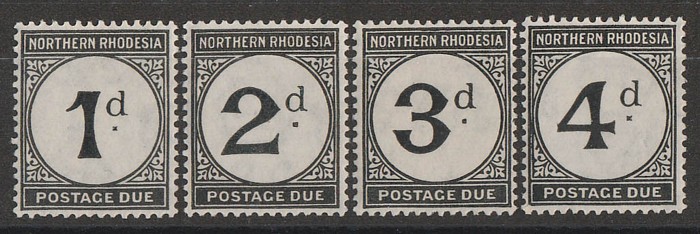 NORTHERN RHODESIA
1d.
POSTAGE DUE
NORTHERN RHODESIA
2d.
POSTAGE DUE
NORTHERN RHODESIA
3d.
POSTAGE DUE
NORTHERN RHODESIA
4d.
POSTAGE DUE